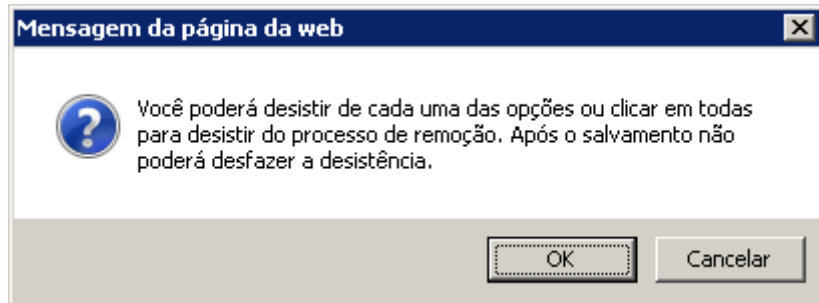 Mensagem da página da web
Você poderá desistir de cada uma das opções ou clicar em todas
para desistir do processo de remoção. Após o salvamento não
poderá desfazer a desistência.
OK
Cancelar